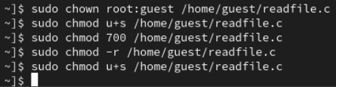 ~]$ sudo chown root:guest /home/guest/readfile.c
~]$ sudo chmod u+s /home/guest/readfile.c
~]$ sudo chmod 700 /home/guest/readfile.c
~]$ sudo chmod -r /home/guest/readfile.c
~]$ sudo chmod u+s /home/guest/readfile.c
~]$